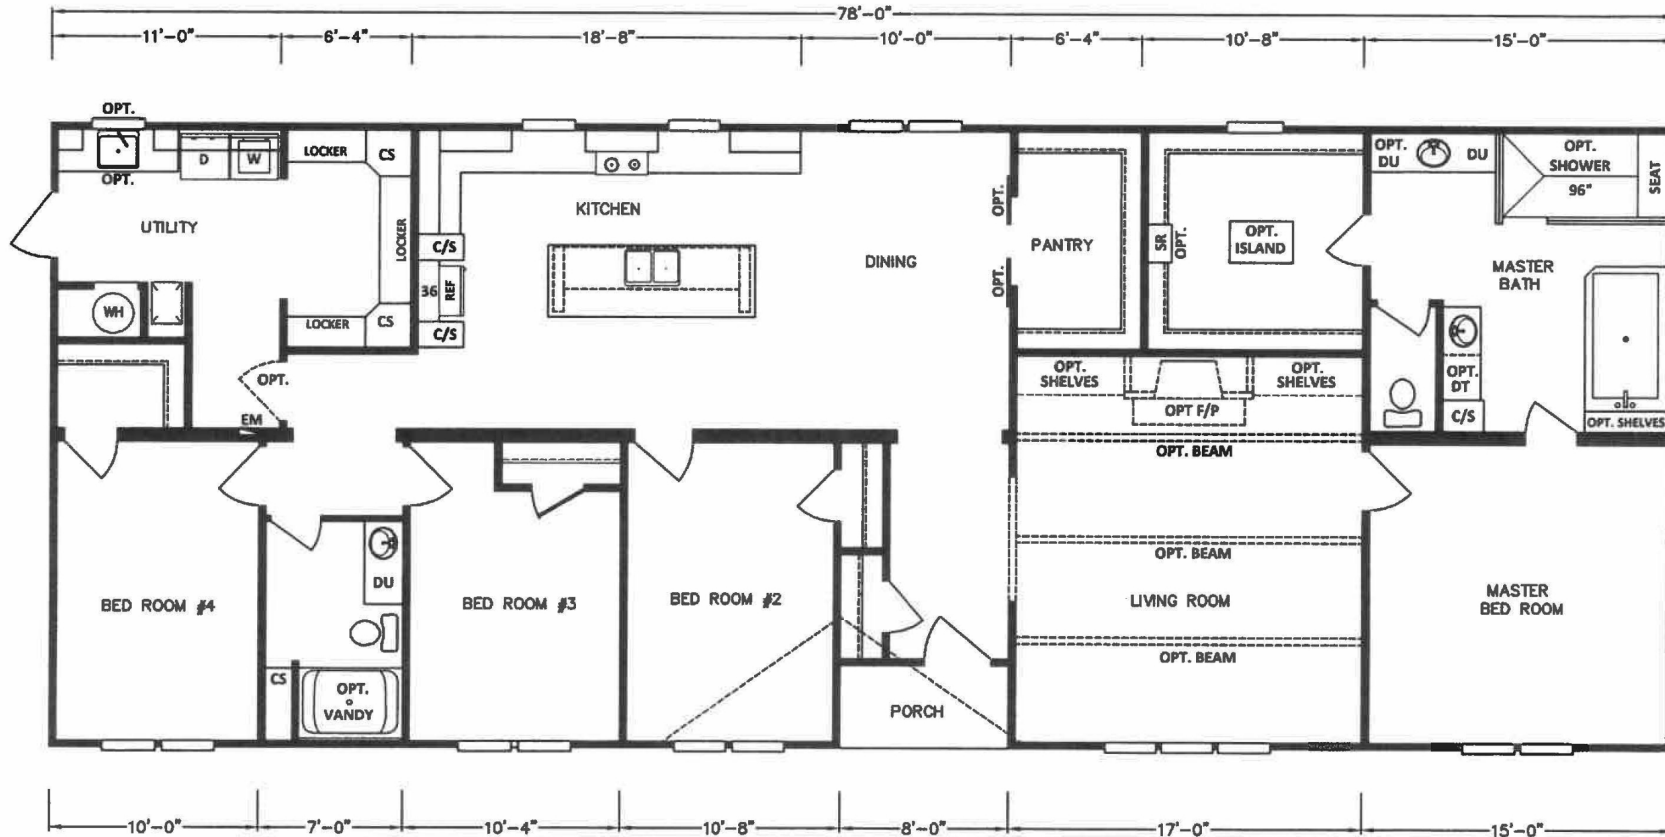 78'-0"
11'-0" 6'-4" 18'-8" 10'-0" 6'-4" 10'-8" 15'-0"
OPT.
D W
OPT.
LOCKER CS
UTILITY
LOCKER
WH
LOCKER CS
OPT.
EM
KITCHEN
C/S
36 REF
C/S
DINING
OPT.
OPT.
PANTRY
SR
OPT.
OPT.
ISLAND
OPT.
DU
DU
OPT.
SHOWER
96"
SEAT
MASTER
BATH
OPT.
DT
C/S
OPT. SHELVES
OPT.
SHELVES
OPT F/P
OPT.
SHELVES
OPT. BEAM
OPT. BEAM
LIVING ROOM
OPT. BEAM
MASTER
BED ROOM
BED ROOM #4
DU
CS
OPT.
VANDY
BED ROOM #3
BED ROOM #2
PORCH
10'-0" 7'-0" 10'-4" 10'-8" 8'-0" 17'-0" 15'-0"